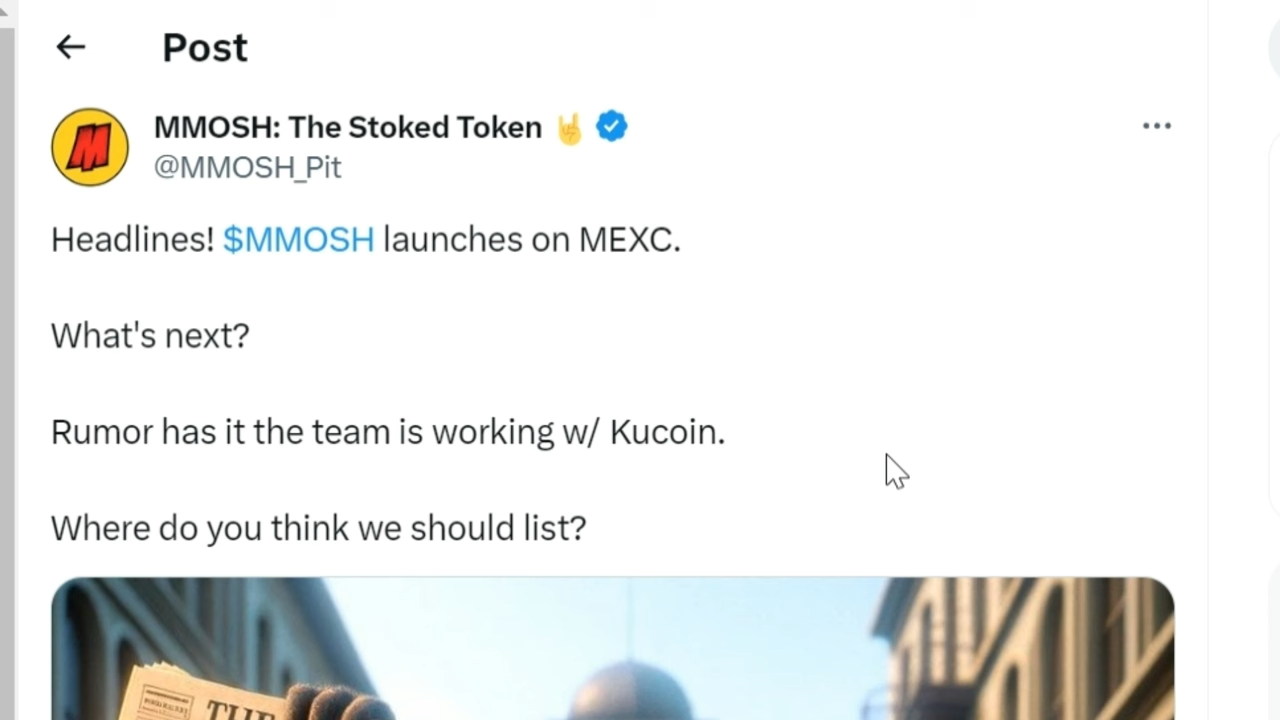 Post
MMOSH: The Stoked Token 🤘
@MMOSH_Pit
Headlines! $MMOSH launches on MEXC.
What's next?
Rumor has it the team is working w/ Kucoin.
Where do you think we should list?
THE